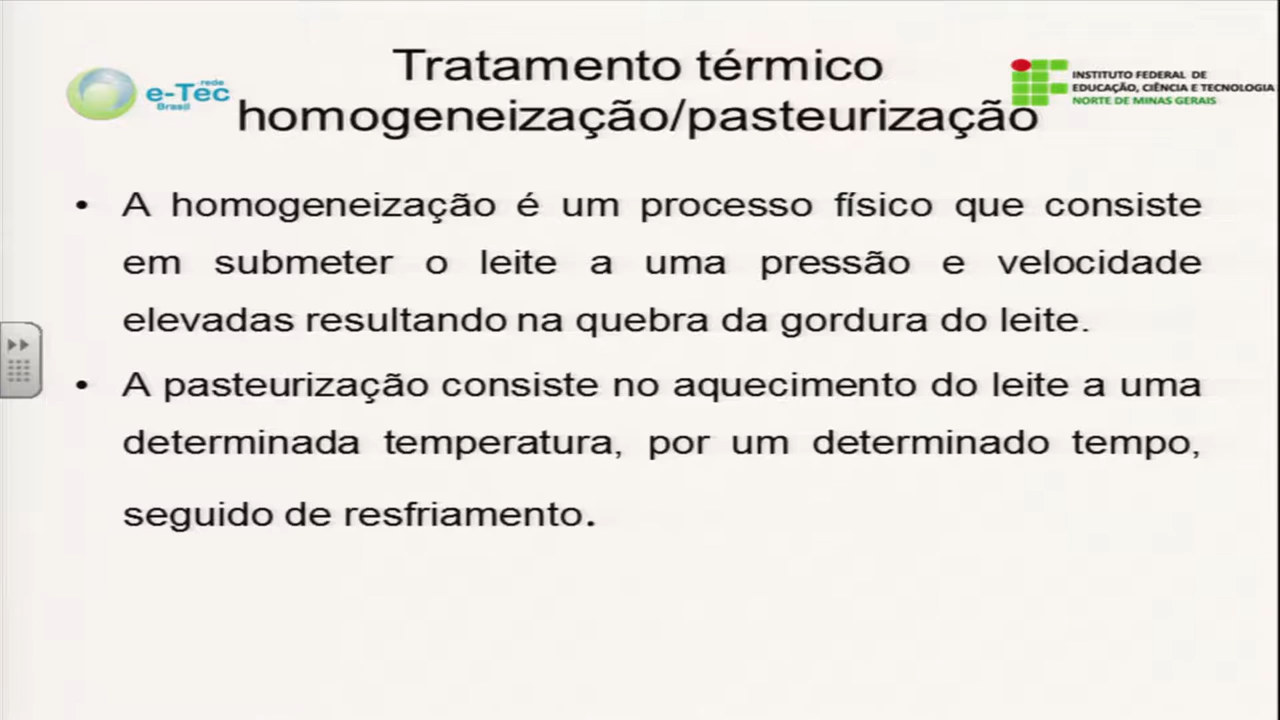 Tratamento térmico
homogeneização/pasteurização
rede
e-Tec
Brasil
INSTITUTO FEDERAL DE
EDUCAÇÃO, CIÊNCIA E TECNOLOGIA
NORTE DE MINAS GERAIS
• A homogeneização é um processo físico que consiste
em submeter o leite a uma pressão e velocidade
elevadas resultando na quebra da gordura do leite.
• A pasteurização consiste no aquecimento do leite a uma
determinada temperatura, por um determinado tempo,
seguido de resfriamento.